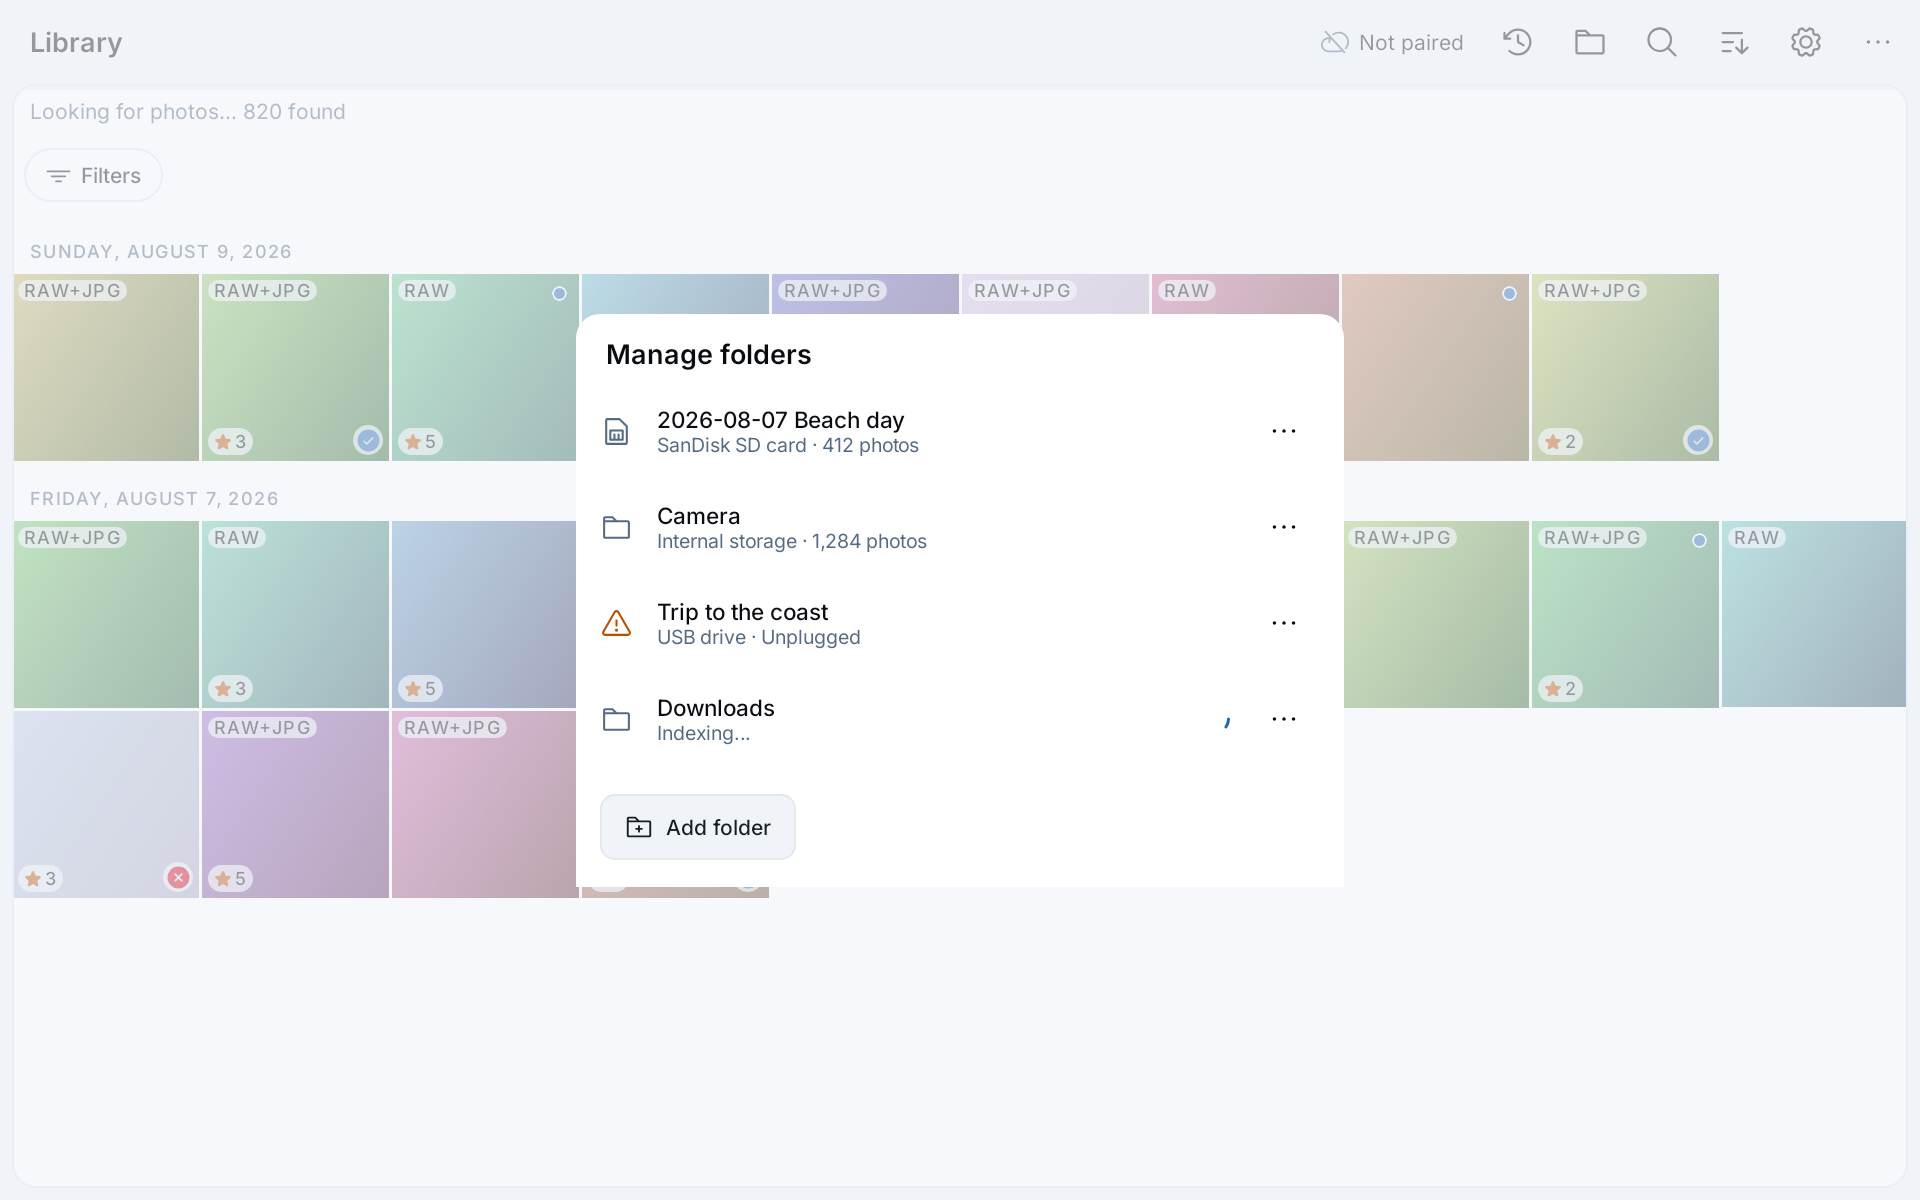 Library
Not paired
Looking for photos... 820 found
Filters
SUNDAY, AUGUST 9, 2026
RAW+JPG
RAW+JPG
RAW
RAW+JPG
RAW+JPG
RAW
RAW+JPG
3
5
2
Manage folders
2026-08-07 Beach day
SanDisk SD card · 412 photos
Camera
Internal storage · 1,284 photos
Trip to the coast
USB drive · Unplugged
Downloads
Indexing...
Add folder
FRIDAY, AUGUST 7, 2026
RAW+JPG
RAW
RAW+JPG
RAW+JPG
RAW
3
5
2
RAW+JPG
RAW+JPG
3
5